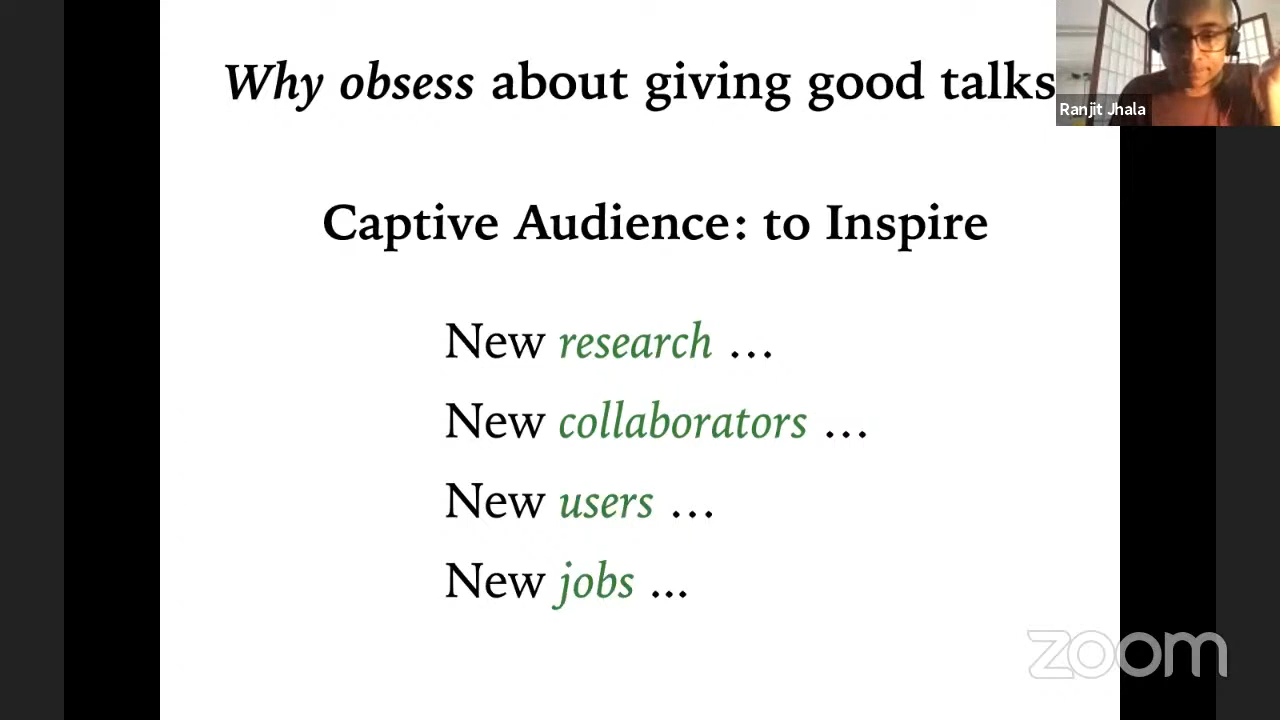 Why obsess about giving good talks
Ranjit Jhala
Captive Audience: to Inspire
New research …
New collaborators …
New users …
New jobs ...
zoom